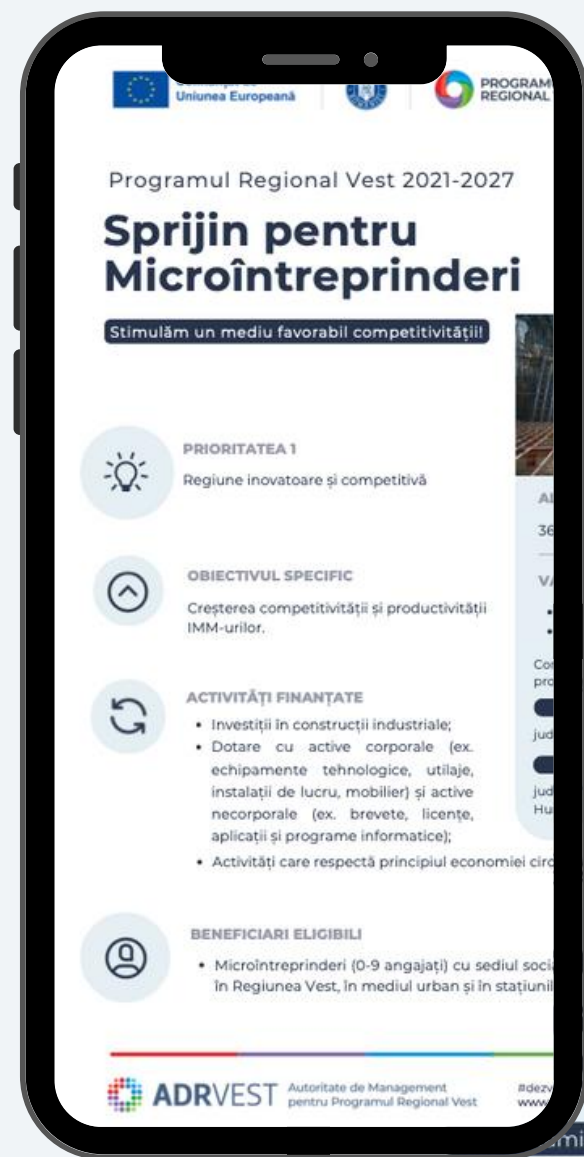 Uniunea Europeană
REGIONAL
Programul Regional Vest 2021-2027
Sprijin pentru
Microîntreprinderi
Stimulăm un mediu favorabil competitivității!
PRIORITATEA 1
Regiune inovatoare și competitivă
OBIECTIVUL SPECIFIC
Creșterea competitivității și productivității
IMM-urilor.
ACTIVITĂȚI FINANȚATE
• Investiții în construcții industriale;
• Dotare cu active corporale (ex.
echipamente tehnologice, utilaje,
instalații de lucru, mobilier) și active
necorporale (ex. brevete, licențe,
aplicații și programe informatice);
• Activități care respectă principiul economiei
BENEFICIARI ELIGIBILI
• Microîntreprinderi (0-9 angajați) cu sediul
în Regiunea Vest, în mediul urban și în
36
ADRVEST
Autoritate de Management
pentru Programul Regional Vest